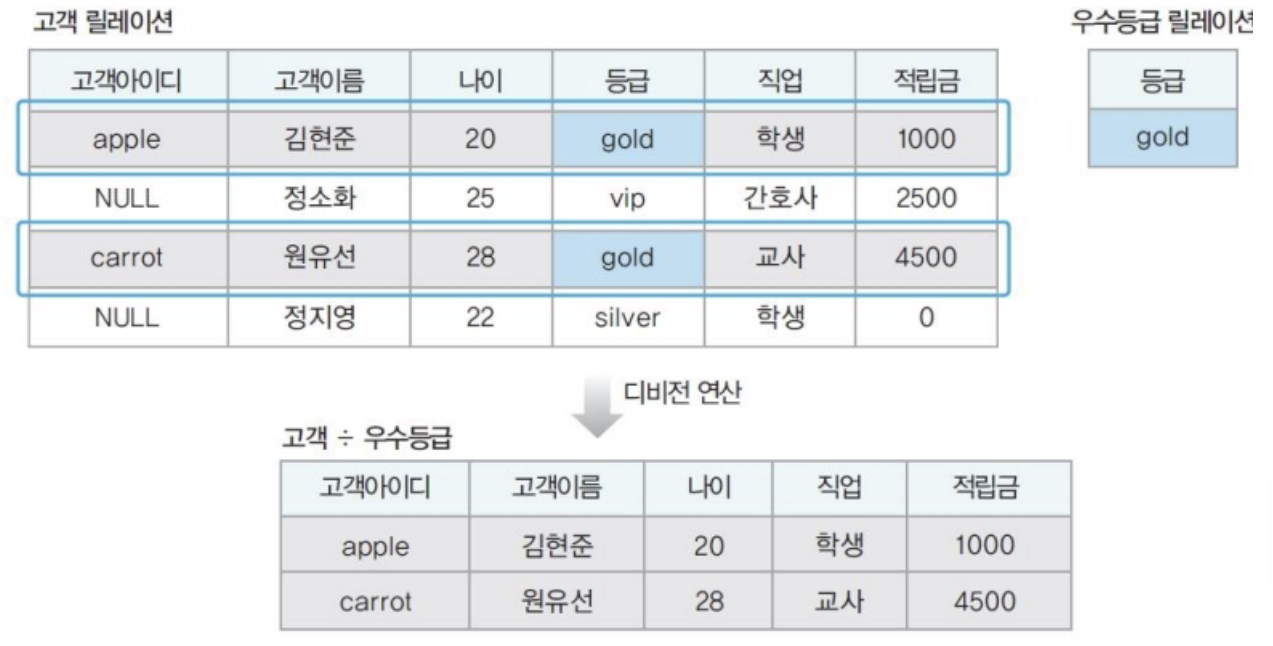 고객 릴레이션 우수등급 릴레이션
고객아이디 고객이름 나이 등급 직업 적립금 등급
apple 김현준 20 gold 학생 1000 gold
NULL 정소화 25 vip 간호사 2500
carrot 원유선 28 gold 교사 4500
NULL 정지영 22 silver 학생 0
디비전 연산
고객 ÷ 우수등급
고객아이디 고객이름 나이 직업 적립금
apple 김현준 20 학생 1000
carrot 원유선 28 교사 4500